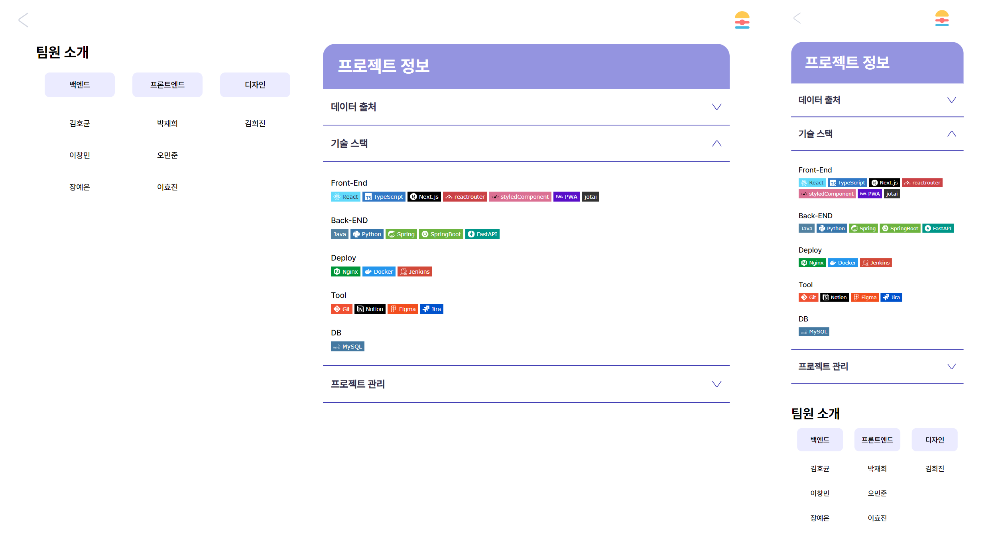 팀원 소개
백엔드 프론트엔드 디자인
김호균 박재희 김희진
이창민 오민준
장예은 이효진
프로젝트 정보
데이터 출처
기술 스택
Front-End
React TS TypeScript N Next.js reactrouter styledComponent PWA PWA jotai
Back-END
Java Python Spring SpringBoot FastAPI
Deploy
N Nginx Docker Jenkins
Tool
Git N Notion Figma Jira
DB
MySQL MySQL
프로젝트 관리
프로젝트 정보
데이터 출처
기술 스택
Front-End
React TS TypeScript N Next.js reactrouter
styledComponent PWA PWA jotai
Back-END
Java Python Spring SpringBoot FastAPI
Deploy
N Nginx Docker Jenkins
Tool
Git N Notion Figma Jira
DB
MySQL MySQL
프로젝트 관리
팀원 소개
백엔드 프론트엔드 디자인
김호균 박재희 김희진
이창민 오민준
장예은 이효진